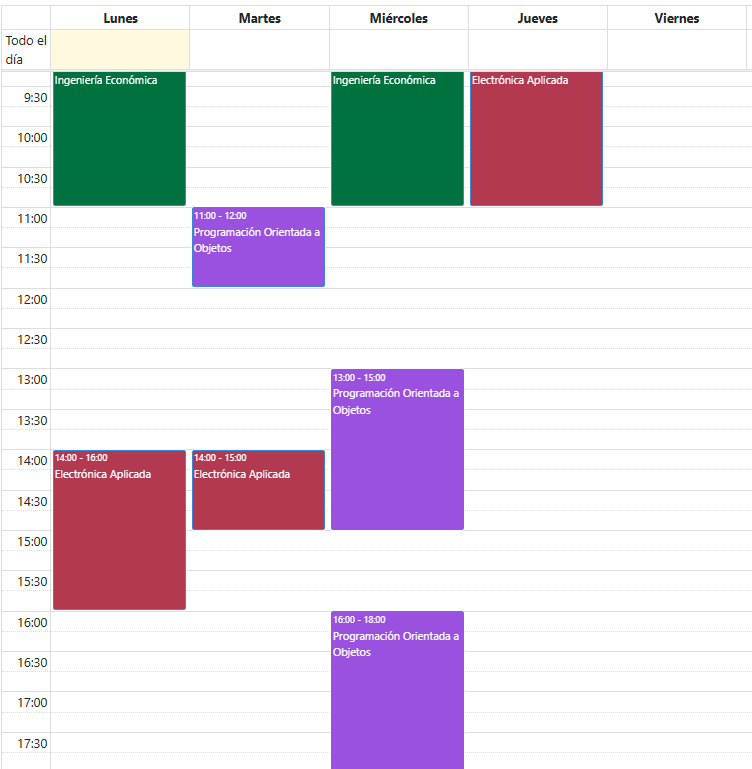 Lunes
Martes
Miércoles
Jueves
Viernes
Todo el
día
Ingeniería Económica
Ingeniería Económica
Electrónica Aplicada
9:30
10:00
10:30
11:00
11:00 - 12:00
Programación Orientada a
Objetos
11:30
12:00
12:30
13:00
13:00 - 15:00
Programación Orientada a
Objetos
13:30
14:00
14:00 - 16:00
Electrónica Aplicada
14:00 - 15:00
Electrónica Aplicada
14:30
15:00
15:30
16:00
16:00 - 18:00
Programación Orientada a
Objetos
16:30
17:00
17:30